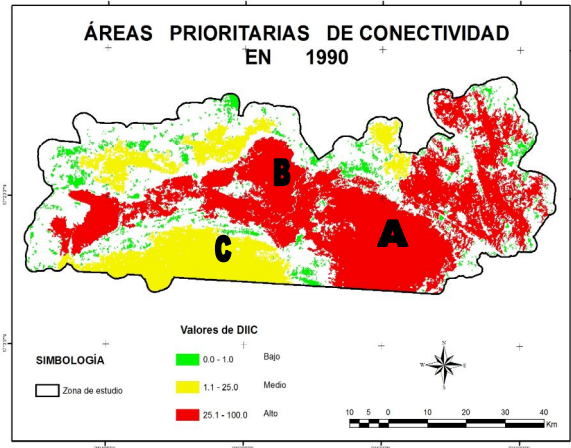 ÁREAS PRIORITARIAS DE CONECTIVIDAD
EN 1990
B
A
C
Valores de DIIC
SIMBOLOGÍA
0.0 - 1.0 Bajo
Zona de estudio
1.1 - 25.0 Medio
25.1 - 100.0 Alto
N
W E
S
10 5 0 10 20 30 40
Km